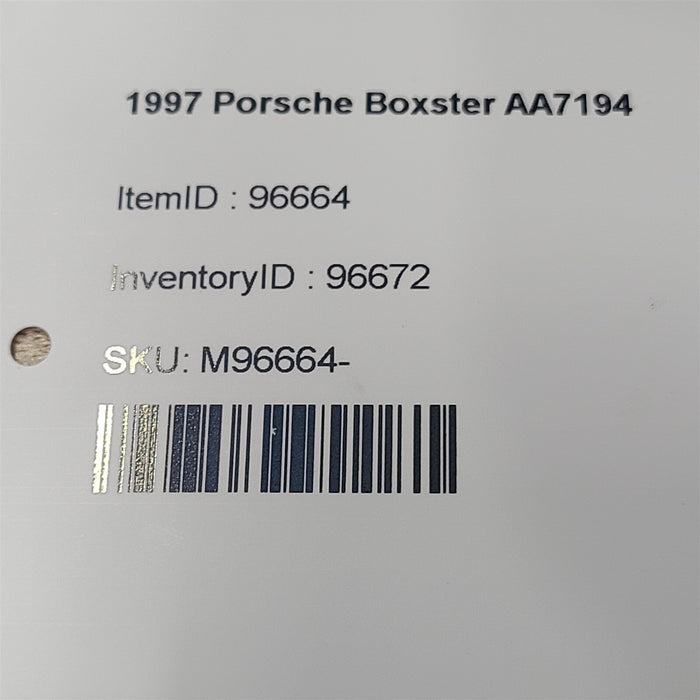 1997 Porsche Boxster AA7194
ItemID : 96664
InventoryID : 96672
SKU: M96664-